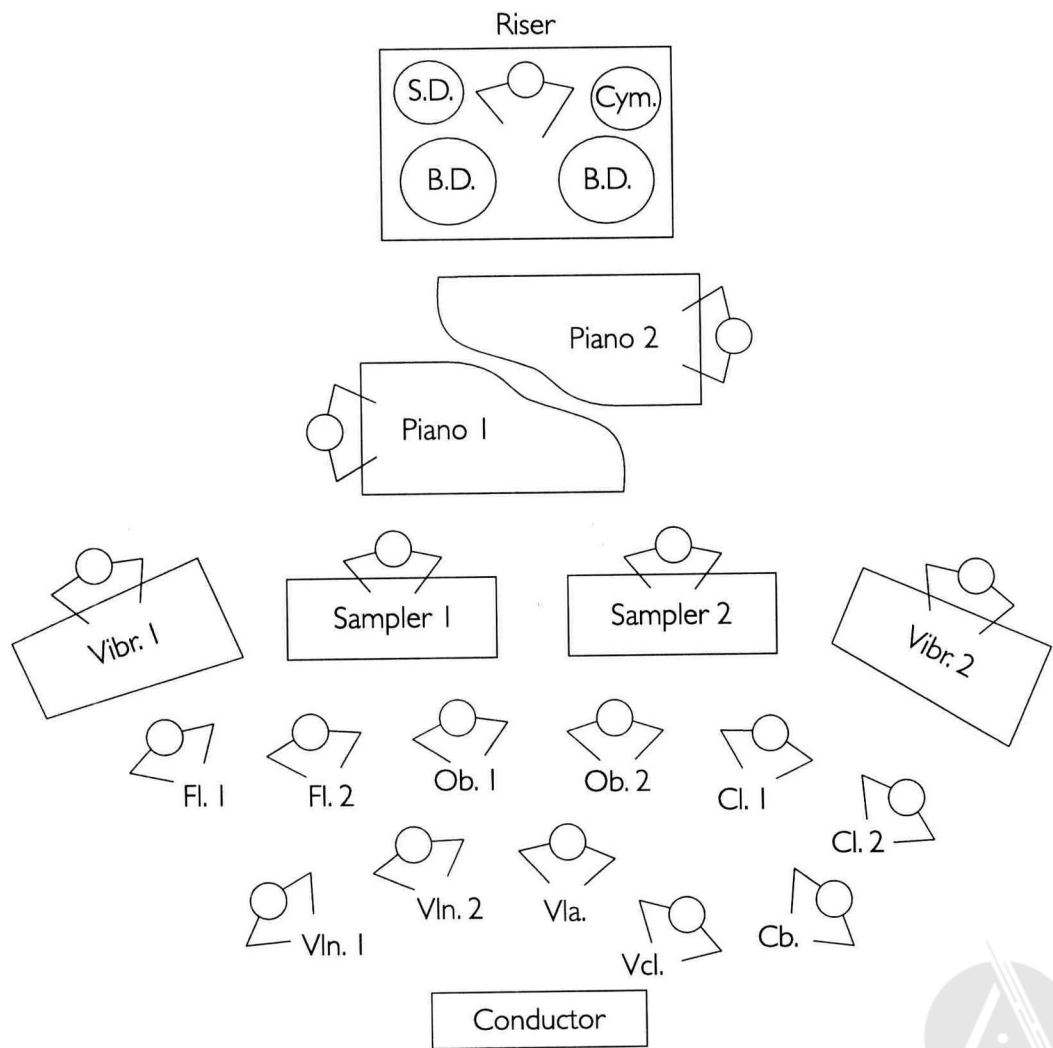 Riser
S.D.
Cym.
B.D.
B.D.
Piano 2
Piano 1
Vibr. 1
Sampler 1
Sampler 2
Vibr. 2
Fl. 1
Fl. 2
Ob. 1
Ob. 2
Cl. 1
Cl. 2
Vln. 1
Vln. 2
Vla.
Vcl.
Cb.
Conductor